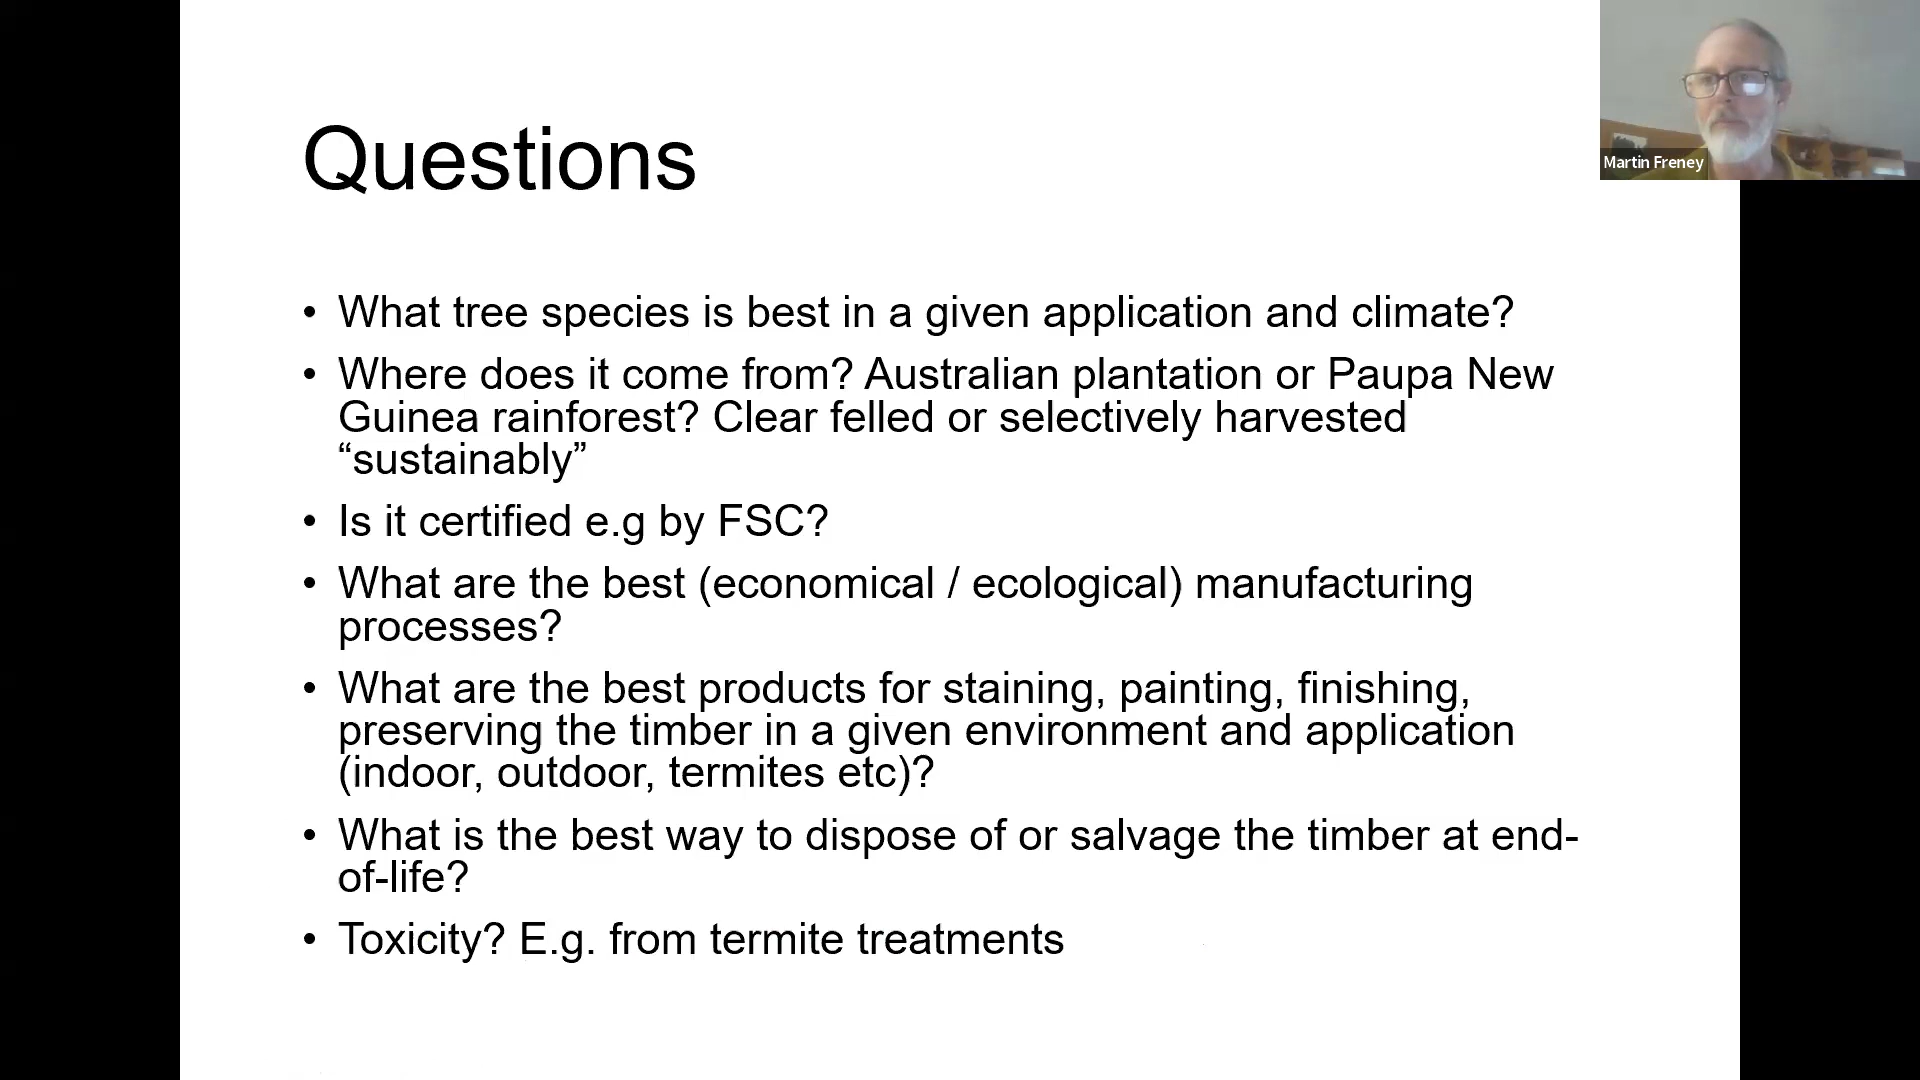 Questions
• What tree species is best in a given application and climate?
• Where does it come from? Australian plantation or Paupa New
Guinea rainforest? Clear felled or selectively harvested
“sustainably”
• Is it certified e.g by FSC?
• What are the best (economical / ecological) manufacturing
processes?
• What are the best products for staining, painting, finishing,
preserving the timber in a given environment and application
(indoor, outdoor, termites etc)?
• What is the best way to dispose of or salvage the timber at end-
of-life?
• Toxicity? E.g. from termite treatments
Martin Freney